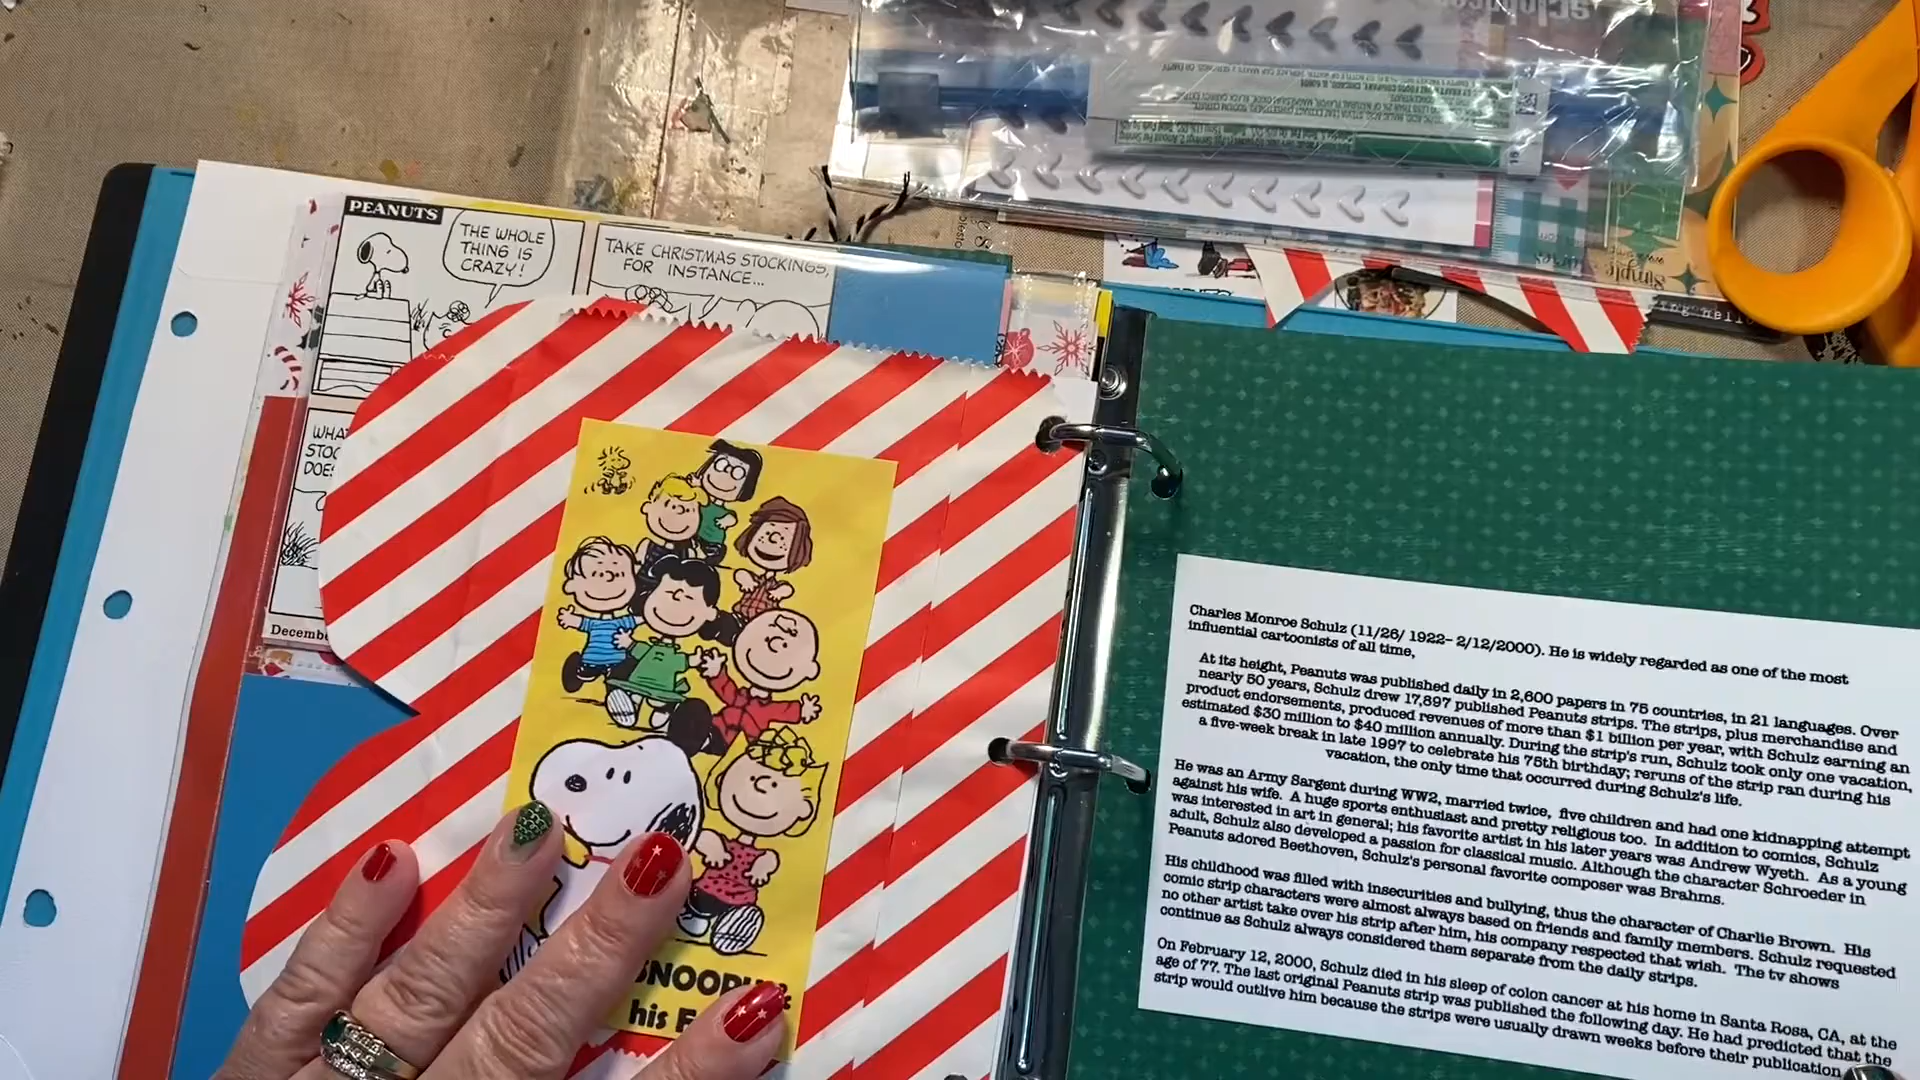 PEANUTS
THE WHOLE
THING IS
CRAZY!
TAKE CHRISTMAS STOCKINGS,
FOR INSTANCE...
WHA
STOC
DOES
Decembe
SNOOPY &
his F
Charles Monroe Schulz (11/26/ 1922– 2/12/2000). He is widely regarded as one of the most
influential cartoonists of all time,
At its height, Peanuts was published daily in 2,600 papers in 75 countries, in 21 languages. Over
nearly 50 years, Schulz drew 17,897 published Peanuts strips. The strips, plus merchandise and
product endorsements, produced revenues of more than $1 billion per year, with Schulz earning an
estimated $30 million to $40 million annually. During the strip's run, Schulz took only one vacation,
a five-week break in late 1997 to celebrate his 75th birthday; reruns of the strip ran during his
vacation, the only time that occurred during Schulz's life.
He was an Army Sargent during WW2, married twice, five children and had one kidnapping attempt
against his wife. A huge sports enthusiast and pretty religious too. In addition to comics, Schulz
was interested in art in general; his favorite artist in his later years was Andrew Wyeth. As a young
adult, Schulz also developed a passion for classical music. Although the character Schroeder in
Peanuts adored Beethoven, Schulz's personal favorite composer was Brahms.
His childhood was filled with insecurities and bullying, thus the character of Charlie Brown. His
comic strip characters were almost always based on friends and family members. Schulz requested
no other artist take over his strip after him, his company respected that wish. The tv shows
continue as Schulz always considered them separate from the daily strips.
On February 12, 2000, Schulz died in his sleep of colon cancer at his home in Santa Rosa, CA, at the
age of 77. The last original Peanuts strip was published the following day. He had predicted that the
strip would outlive him because the strips were usually drawn weeks before their publication